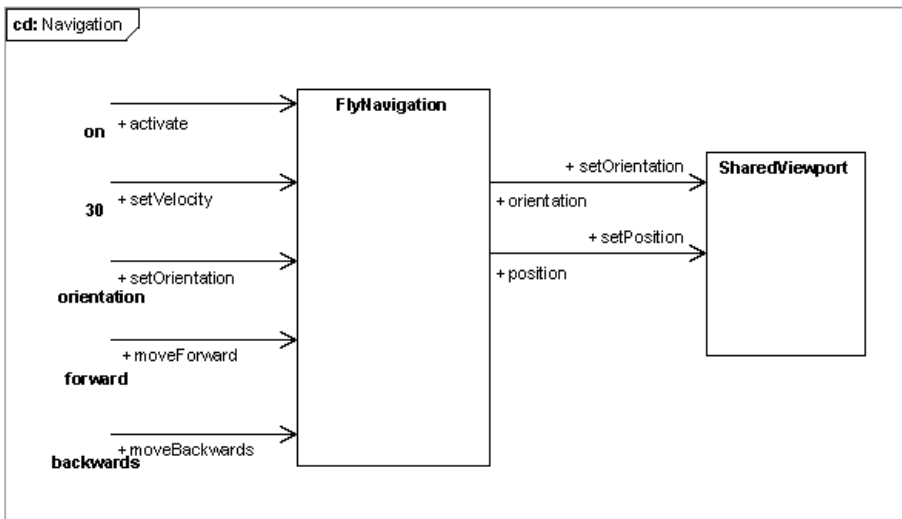 cd: Navigation
FlyNavigation
on
+ activate
30
+ setVelocity
orientation
+ setOrientation
forward
+ moveForward
backwards
+ moveBackwards
+ setOrientation
+ orientation
+ setPosition
+ position
SharedViewport